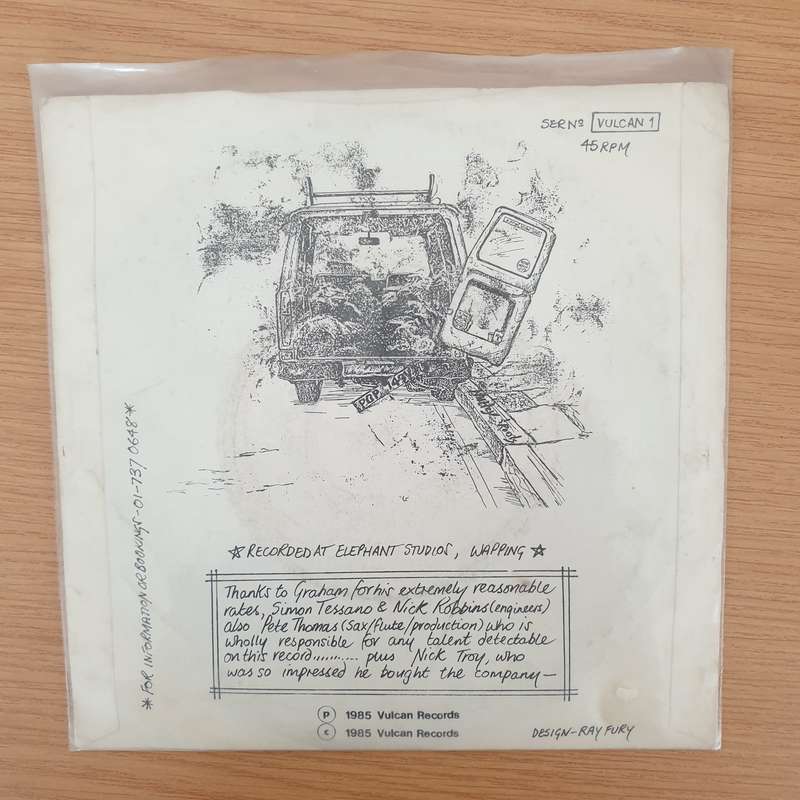 SER Nº VULCAN 1
45 RPM
*FOR INFORMATION OR BOOKINGS-01-737 0648*
☆ RECORDED AT ELEPHANT STUDIOS, WAPPING ☆
Thanks to Graham for his extremely reasonable
rates, Simon Tessano & Nick Robbins (engineers)
also Pete Thomas (Sax/flute/production) who is
wholly responsible for any talent detectable
on this record........... plus Nick Troy, who
was so impressed he bought the company—
Ⓟ 1985 Vulcan Records
© 1985 Vulcan Records
DESIGN-RAY FURY